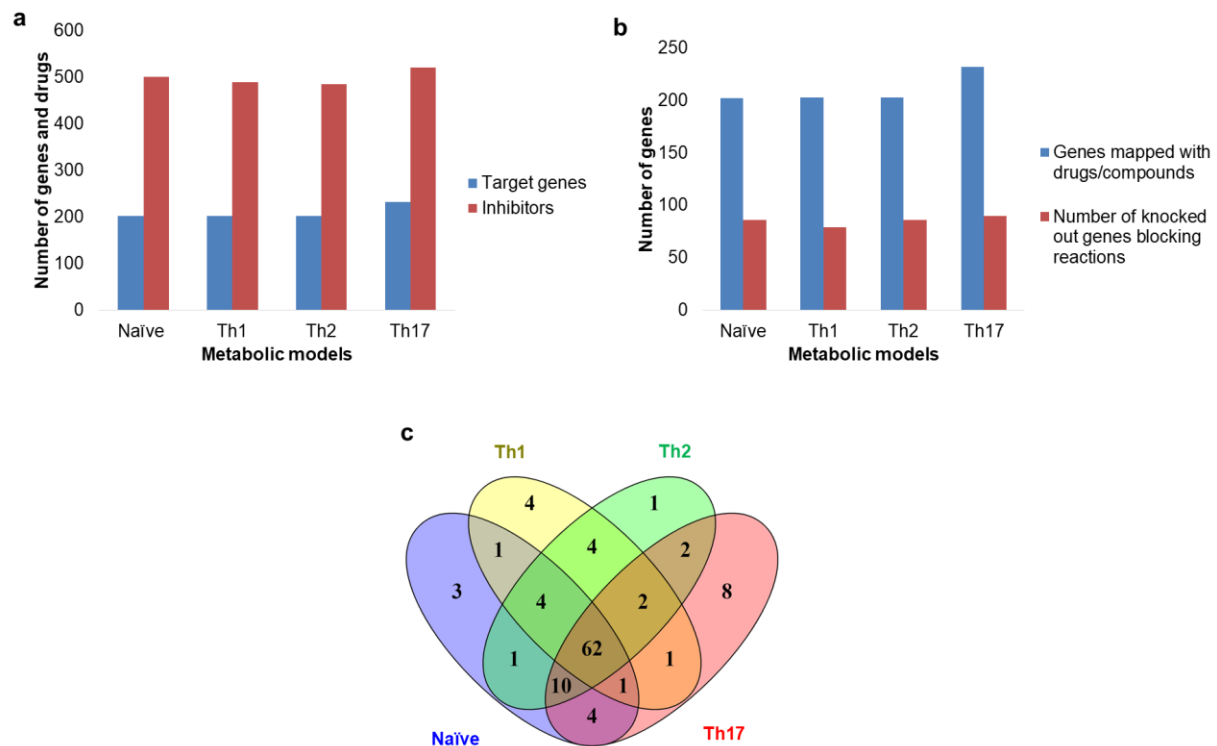 a
Number of genes and drugs
600
500
400
300
200
100
0
Naïve Th1 Th2 Th17
Metabolic models
Target genes
Inhibitors
b
Number of genes
250
200
150
100
50
0
Naïve Th1 Th2 Th17
Metabolic models
Genes mapped with
drugs/compounds
Number of knocked
out genes blocking
reactions
c
Th1 Th2
4 1
1 4 2
3 4 2 8
62
1 1
10 1
4
Naïve Th17